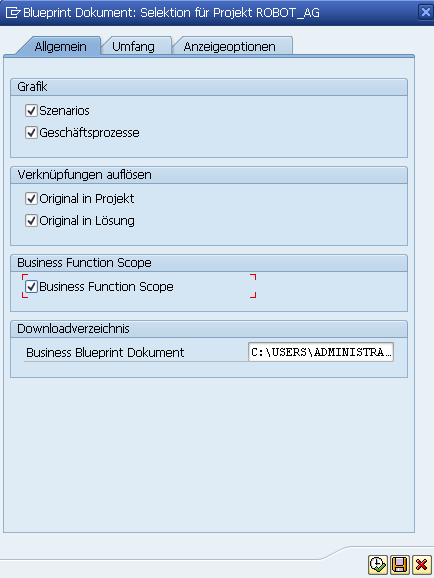 Blueprint Dokument: Selektion für Projekt ROBOT_AG
Allgemein Umfang Anzeigeoptionen
Grafik
Szenarios
Geschäftsprozesse
Verknüpfungen auflösen
Original in Projekt
Original in Lösung
Business Function Scope
Business Function Scope
Downloadverzeichnis
Business Blueprint Dokument C:\USERS\ADMINISTRA…